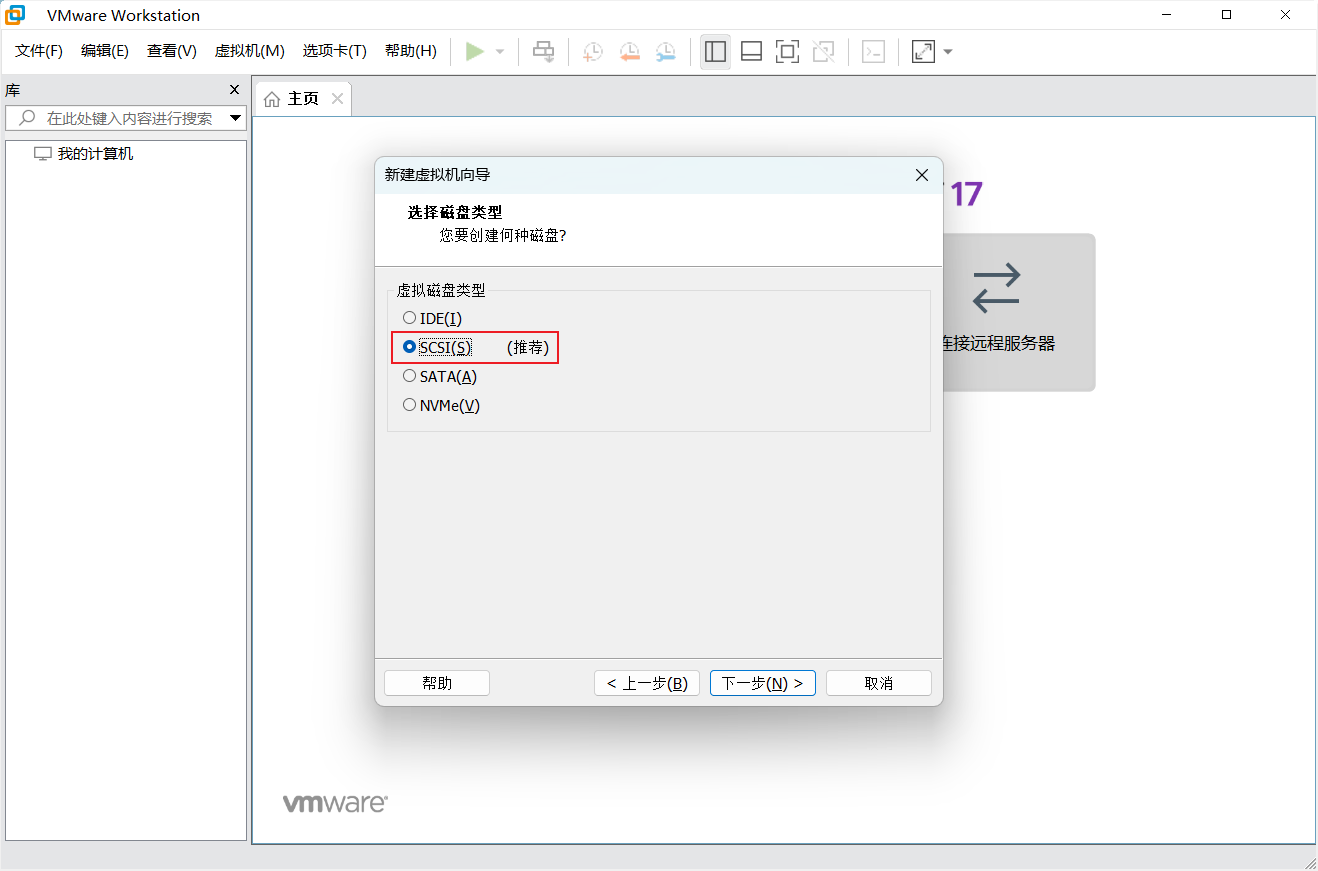 VMware Workstation
文件(F) 编辑(E) 查看(V) 虚拟机(M) 选项卡(T) 帮助(H)
库
在此处键入内容进行搜索
我的计算机
主页
17
连接远程服务器
新建虚拟机向导
选择磁盘类型
您要创建何种磁盘?
虚拟磁盘类型
IDE(I)
SCSI(S) (推荐)
SATA(A)
NVMe(V)
帮助 < 上一步(B) 下一步(N) > 取消
vmware